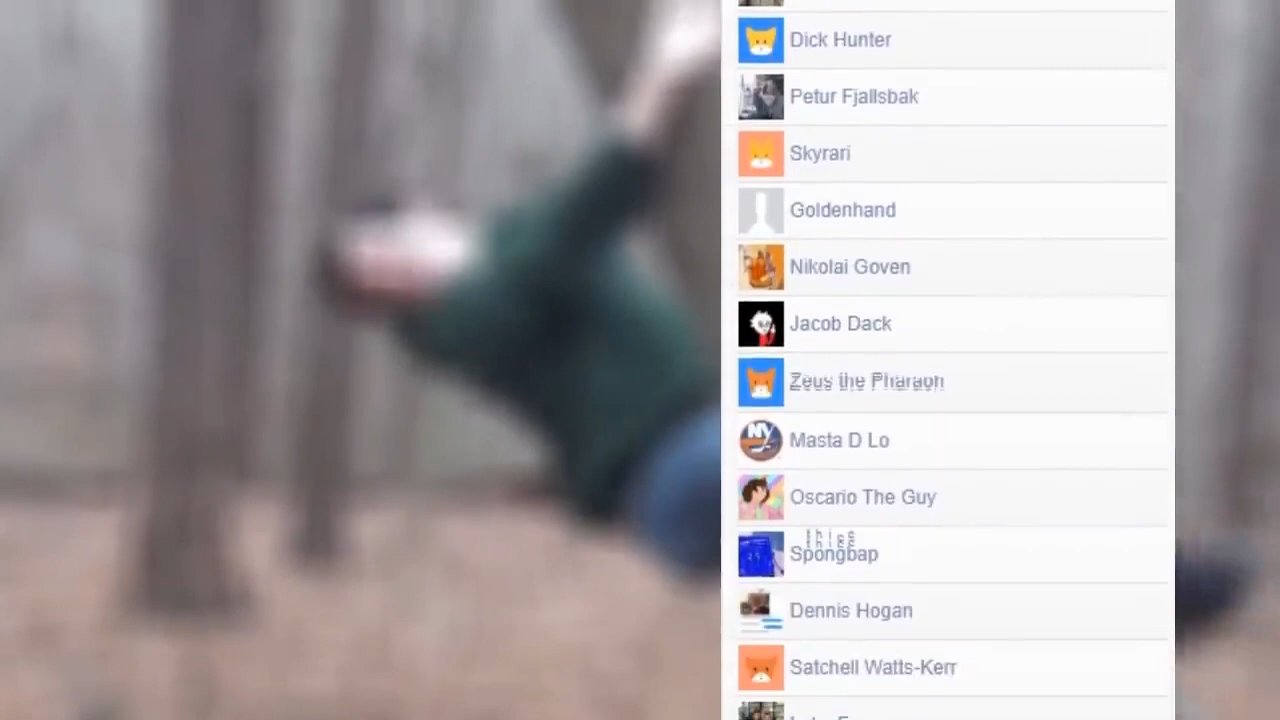 Dick Hunter
Petur Fjallsbak
Skyrari
Goldenhand
Nikolai Goven
Jacob Dack
Zeus the Pharaoh
Masta D Lo
NY
Oscario The Guy
Spongbap
Dennis Hogan
Satchell Watts-Kerr